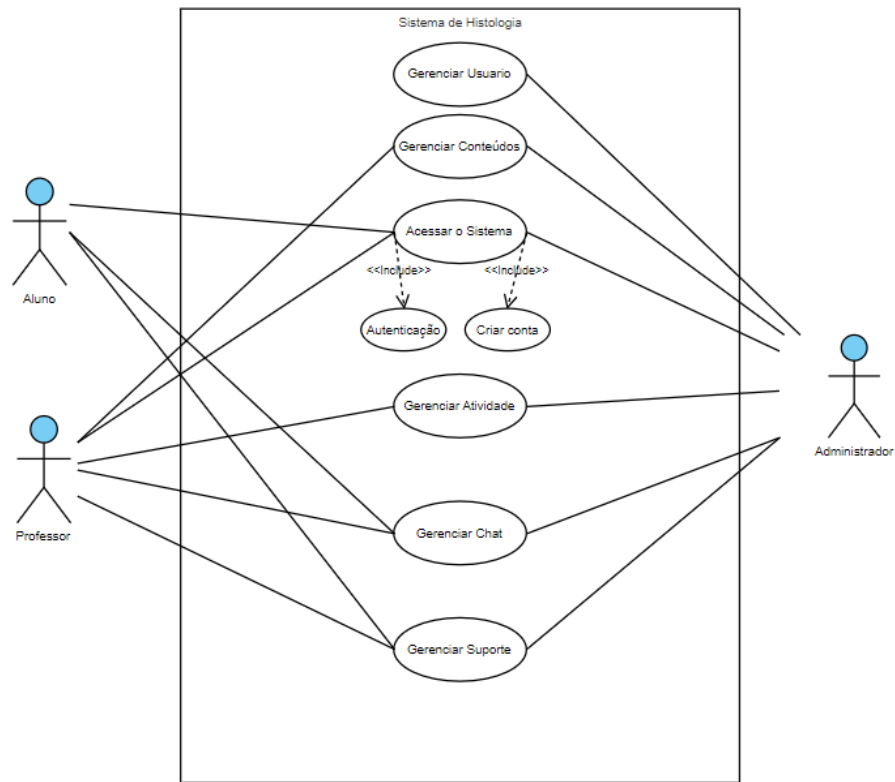 Sistema de Histologia
Gerenciar Usuario
Gerenciar Conteúdos
Acessar o Sistema
<<Include>>
<<Include>>
Autenticação
Criar conta
Aluno
Gerenciar Atividade
Administrador
Professor
Gerenciar Chat
Gerenciar Suporte